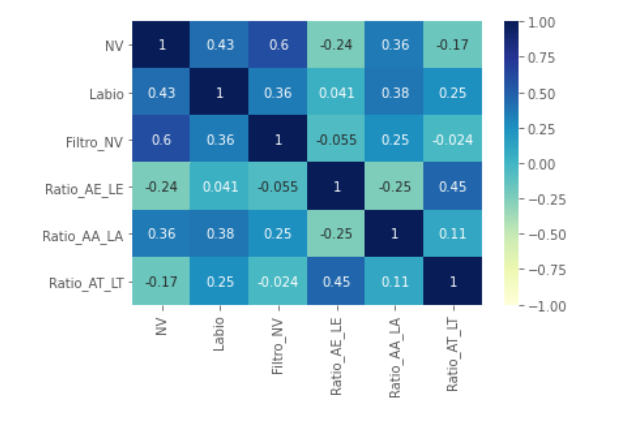 NV 1 0.43 0.6 -0.24 0.36 -0.17
Labio 0.43 1 0.36 0.041 0.38 0.25
Filtro_NV 0.6 0.36 1 -0.055 0.25 -0.024
Ratio_AE_LE -0.24 0.041 -0.055 1 -0.25 0.45
Ratio_AA_LA 0.36 0.38 0.25 -0.25 1 0.11
Ratio_AT_LT -0.17 0.25 -0.024 0.45 0.11 1
NV
Labio
Filtro_NV
Ratio_AE_LE
Ratio_AA_LA
Ratio_AT_LT
1.00
0.75
0.50
0.25
0.00
−0.25
−0.50
−0.75
−1.00